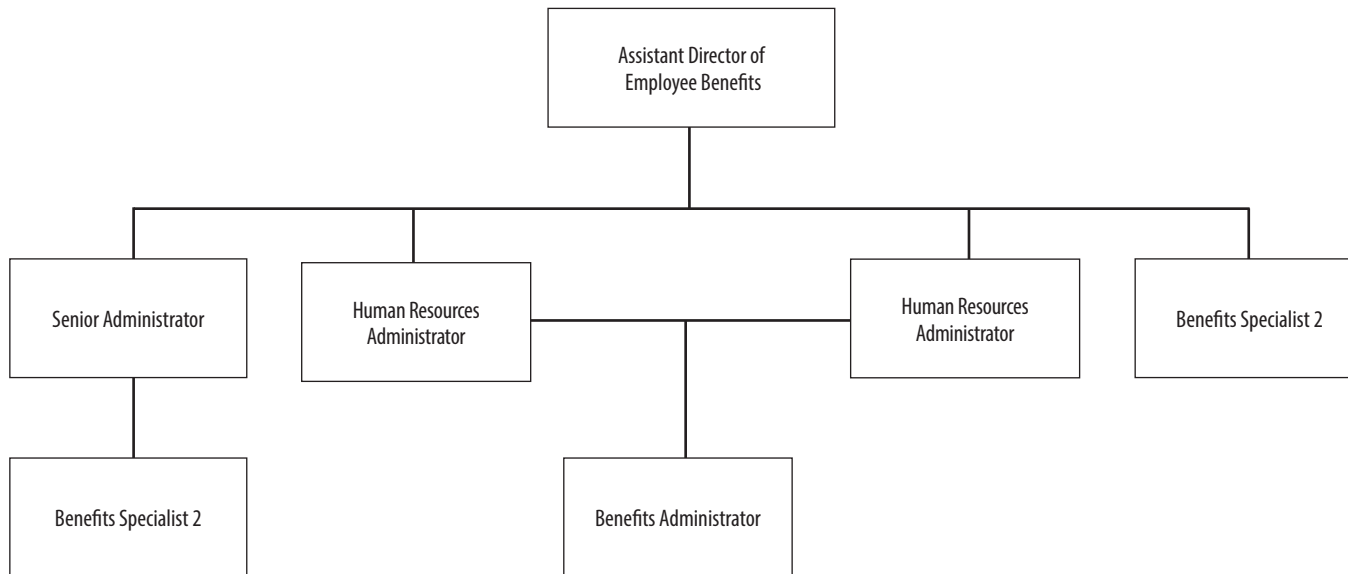 Assistant Director of
Employee Benefits
Senior Administrator
Human Resources
Administrator
Human Resources
Administrator
Benefits Specialist 2
Benefits Specialist 2
Benefits Administrator